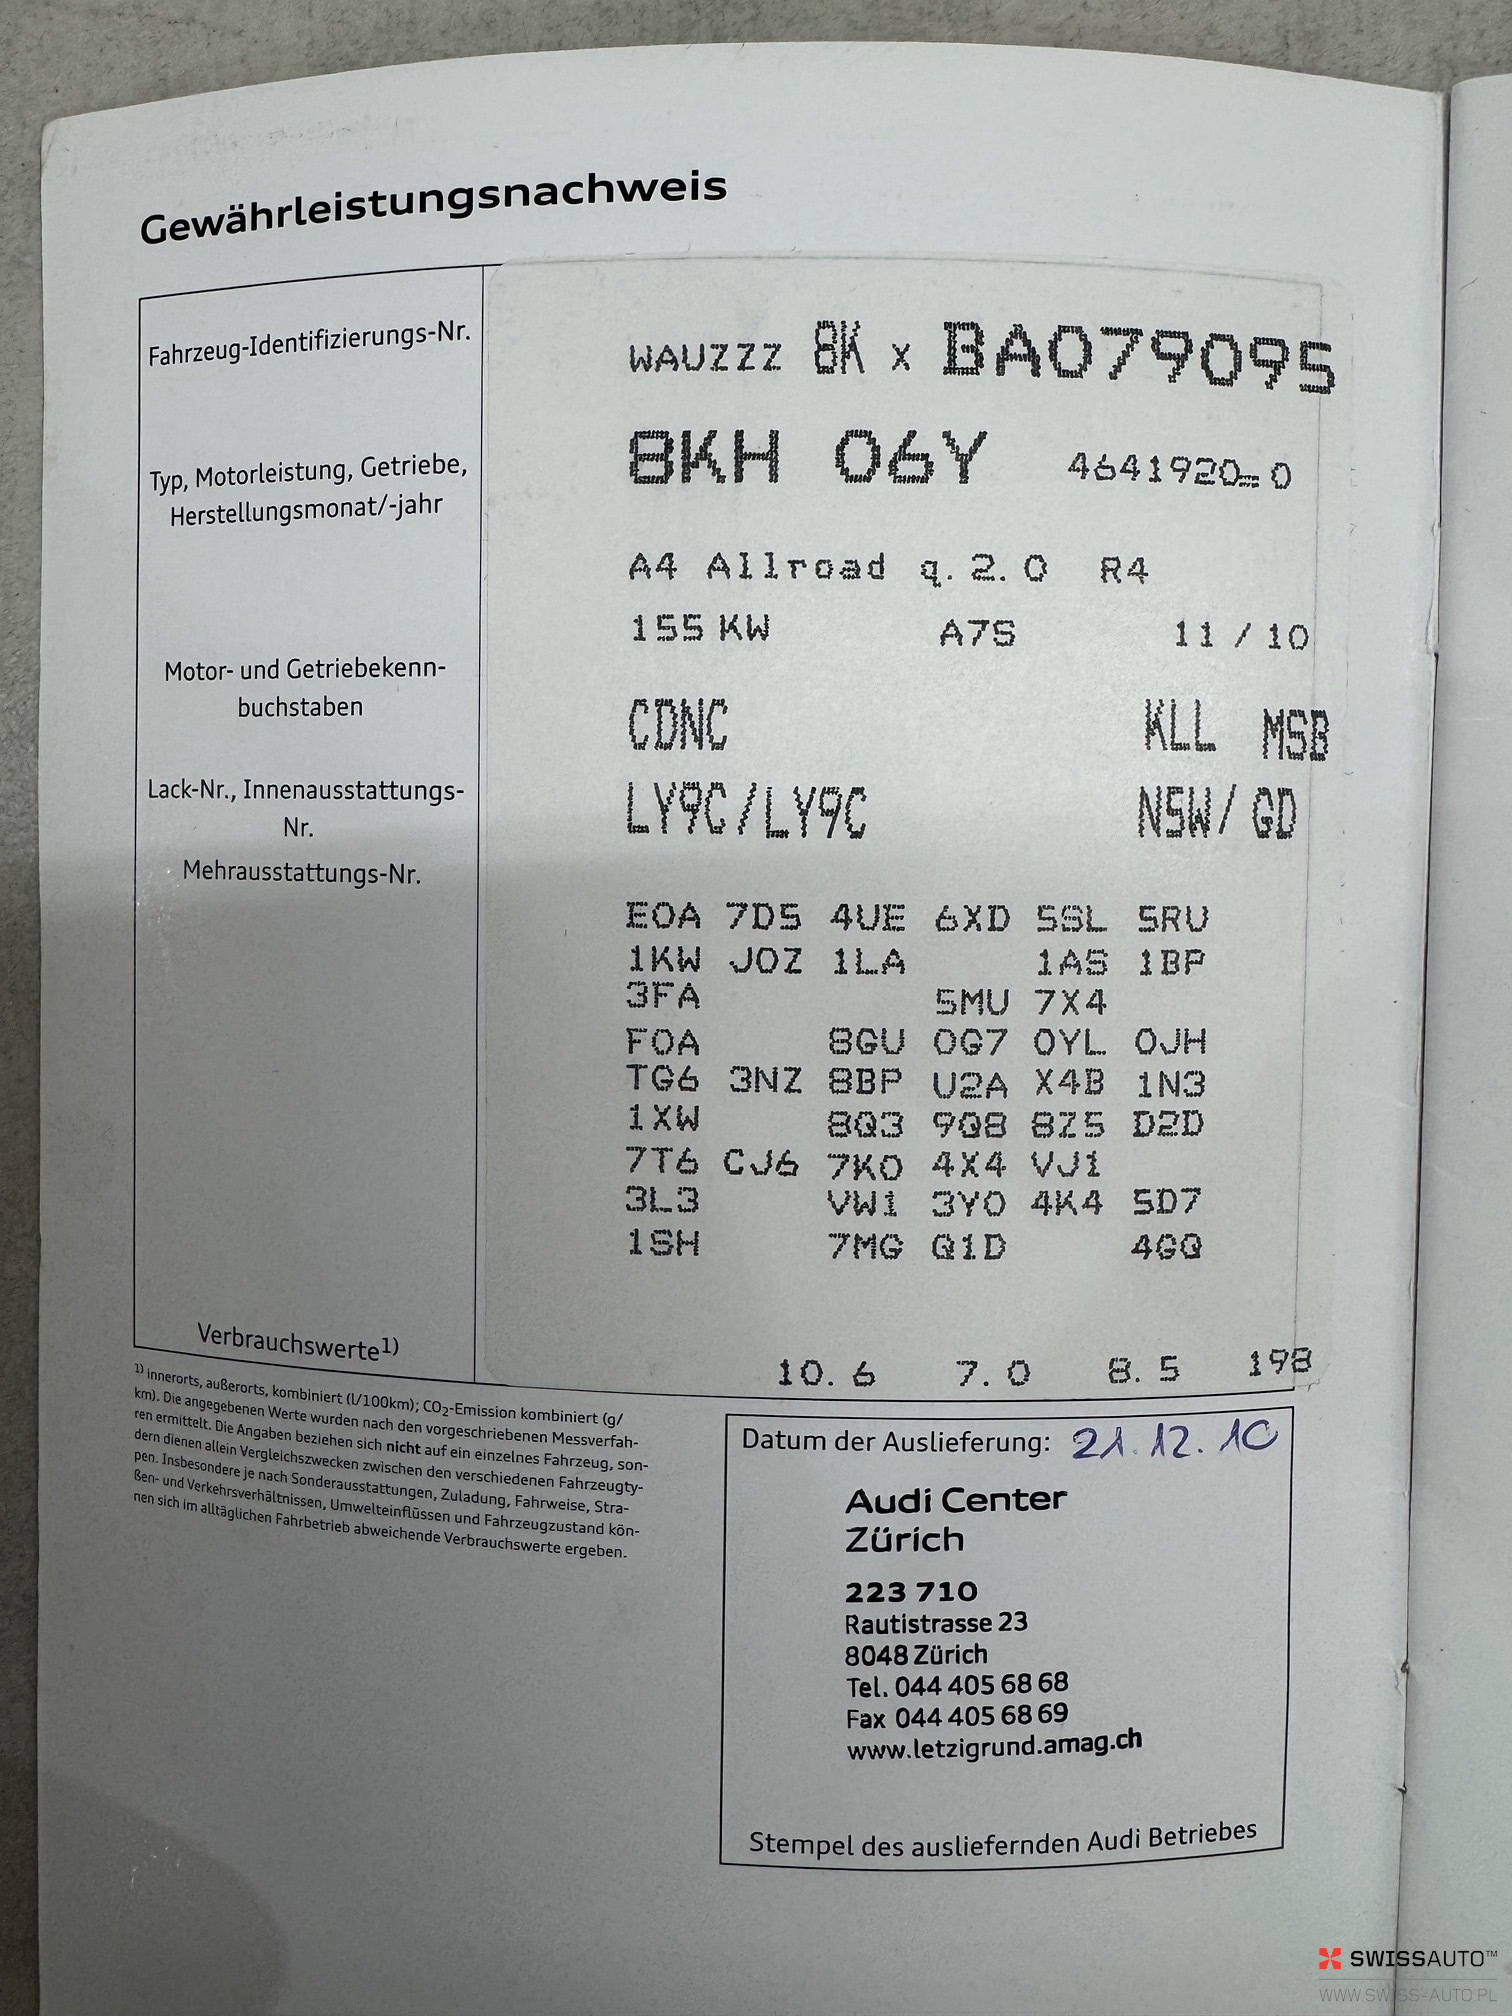 Gewährleistungsnachweis
Fahrzeug-Identifizierungs-Nr.
WAUZZZ 8K x BA079095
Typ, Motorleistung, Getriebe,
Herstellungsmonat/-jahr
8KH 06Y 4641920=0
A4 Allroad q.2.0 R4
155 KW A7S 11/10
Motor- und Getriebekenn-
buchstaben
CDNC KLL MSB
Lack-Nr., Innenausstattungs-
Nr.
LY9C/LY9C N5W/GD
Mehrausstattungs-Nr.
E0A 7D5 4UE 6XD 5SL 5RU
1KW J0Z 1LA 1AS 1BP
3FA 5MU 7X4
F0A 8GU 0G7 0YL 0JH
TG6 3NZ 8BP U2A X4B 1N3
1XW 8Q3 9Q8 8Z5 D2D
7T6 CJ6 7K0 4X4 VJ1
3L3 VW1 3Y0 4K4 5D7
1SH 7MG Q1D 4GQ
Verbrauchswerte1)
10.6 7.0 8.5 198
1) innerorts, außerorts, kombiniert (l/100km); CO2-Emission kombiniert (g/
km). Die angegebenen Werte wurden nach den vorgeschriebenen Messverfah-
ren ermittelt. Die Angaben beziehen sich nicht auf ein einzelnes Fahrzeug, son-
dern dienen allein Vergleichszwecken zwischen den verschiedenen Fahrzeugty-
pen. Insbesondere je nach Sonderausstattungen, Zuladung, Fahrweise, Stra-
ßen- und Verkehrsverhältnissen, Umwelteinflüssen und Fahrzeugzustand kön-
nen sich im alltäglichen Fahrbetrieb abweichende Verbrauchswerte ergeben.
Datum der Auslieferung: 21.12.10
Audi Center
Zürich
223 710
Rautistrasse 23
8048 Zürich
Tel. 044 405 68 68
Fax 044 405 68 69
www.letzigrund.amag.ch
Stempel des ausliefernden Audi Betriebes
SWISSAUTO™
WWW.SWISS-AUTO.PL